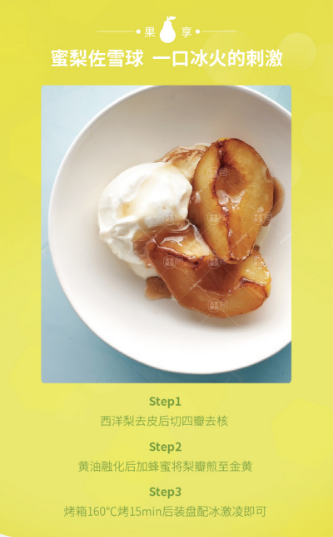 果 享
蜜梨佐雪球 一口冰火的刺激
Step1
西洋梨去皮后切四瓣去核
Step2
黄油融化后加蜂蜜将梨瓣煎至金黄
Step3
烤箱160℃烤15min后装盘配冰激凌即可